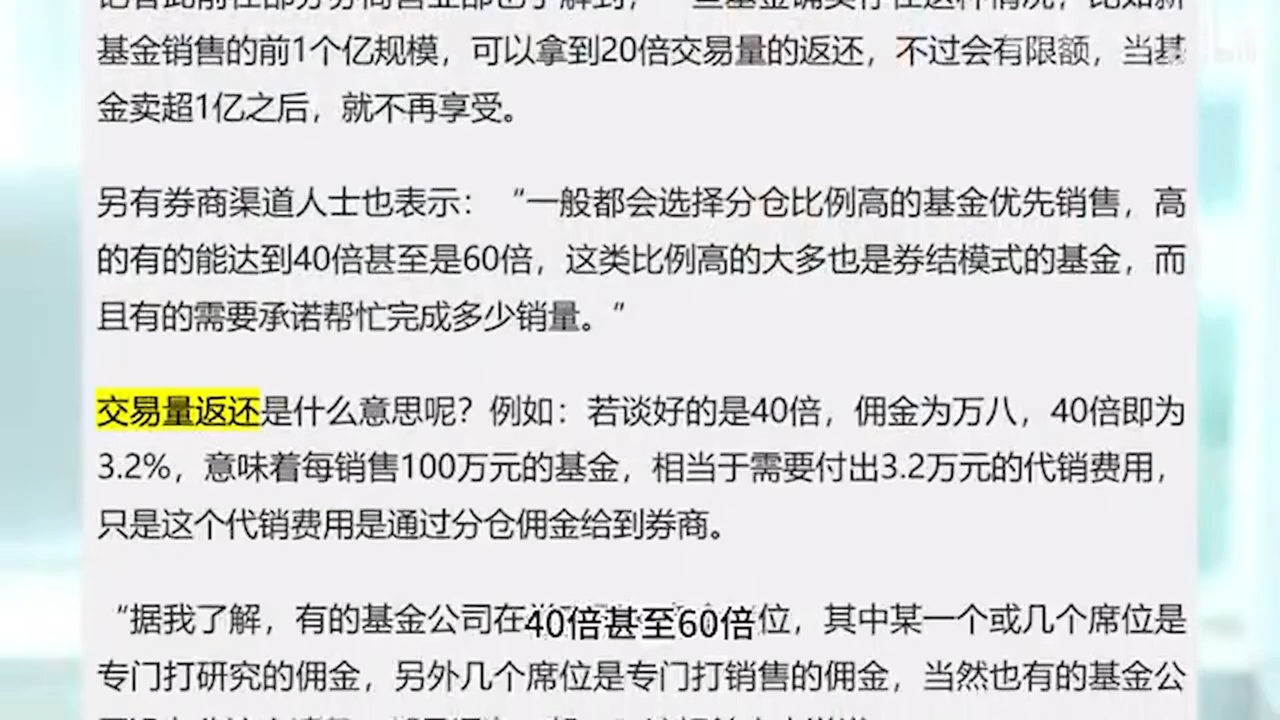 基金销售的前1个亿规模，可以拿到20倍交易量的返还，不过会有限额，当基
金卖超1亿之后，就不再享受。
另有券商渠道人士也表示：“一般都会选择分仓比例高的基金优先销售，高
的有的能达到40倍甚至是60倍，这类比例高的大多也是券结模式的基金，而
且有的需要承诺帮忙完成多少销量。”
交易量返还是什么意思呢？例如：若谈好的是40倍，佣金为万八，40倍即为
3.2%，意味着每销售100万元的基金，相当于需要付出3.2万元的代销费用，
只是这个代销费用是通过分仓佣金给到券商。
“据我了解，有的基金公司在
位，其中某一个或几个席位是
40倍甚至60倍
专门打研究的佣金，另外几个席位是专门打销售的佣金，当然也有的基金公